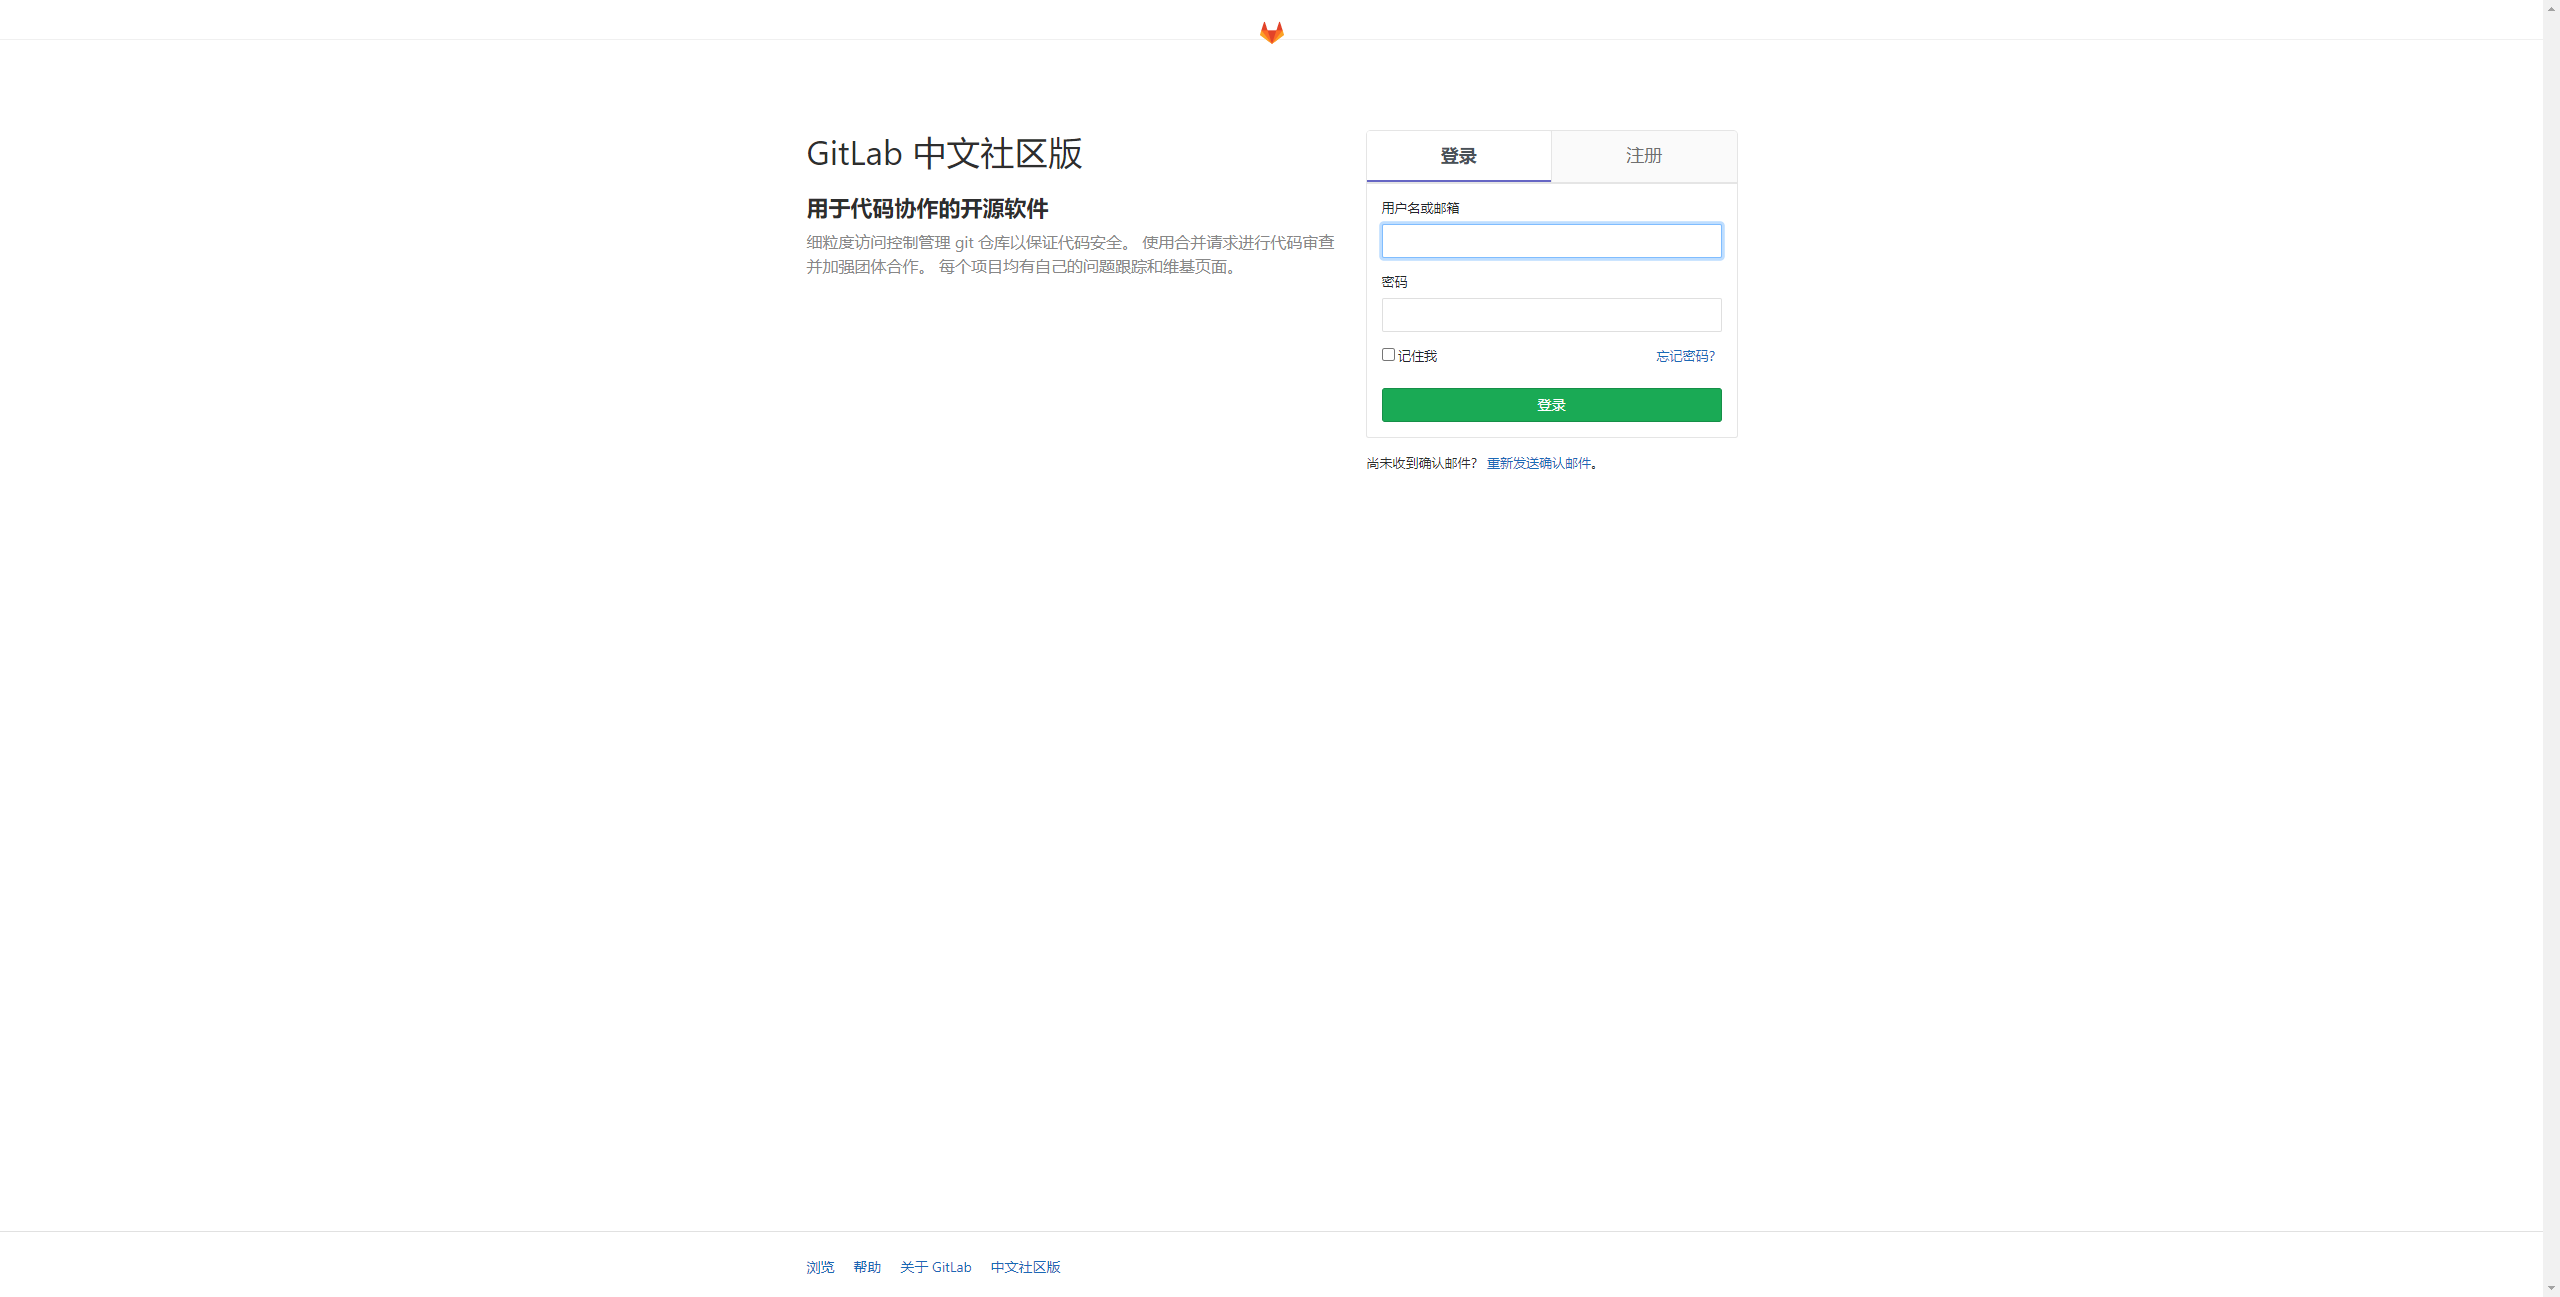 GitLab 中文社区版
用于代码协作的开源软件
细粒度访问控制管理 git 仓库以保证代码安全。 使用合并请求进行代码审查
并加强团体合作。 每个项目均有自己的问题跟踪和维基页面。
登录 注册
用户名或邮箱
密码
记住我 忘记密码?
登录
尚未收到确认邮件? 重新发送确认邮件。
浏览 帮助 关于 GitLab 中文社区版